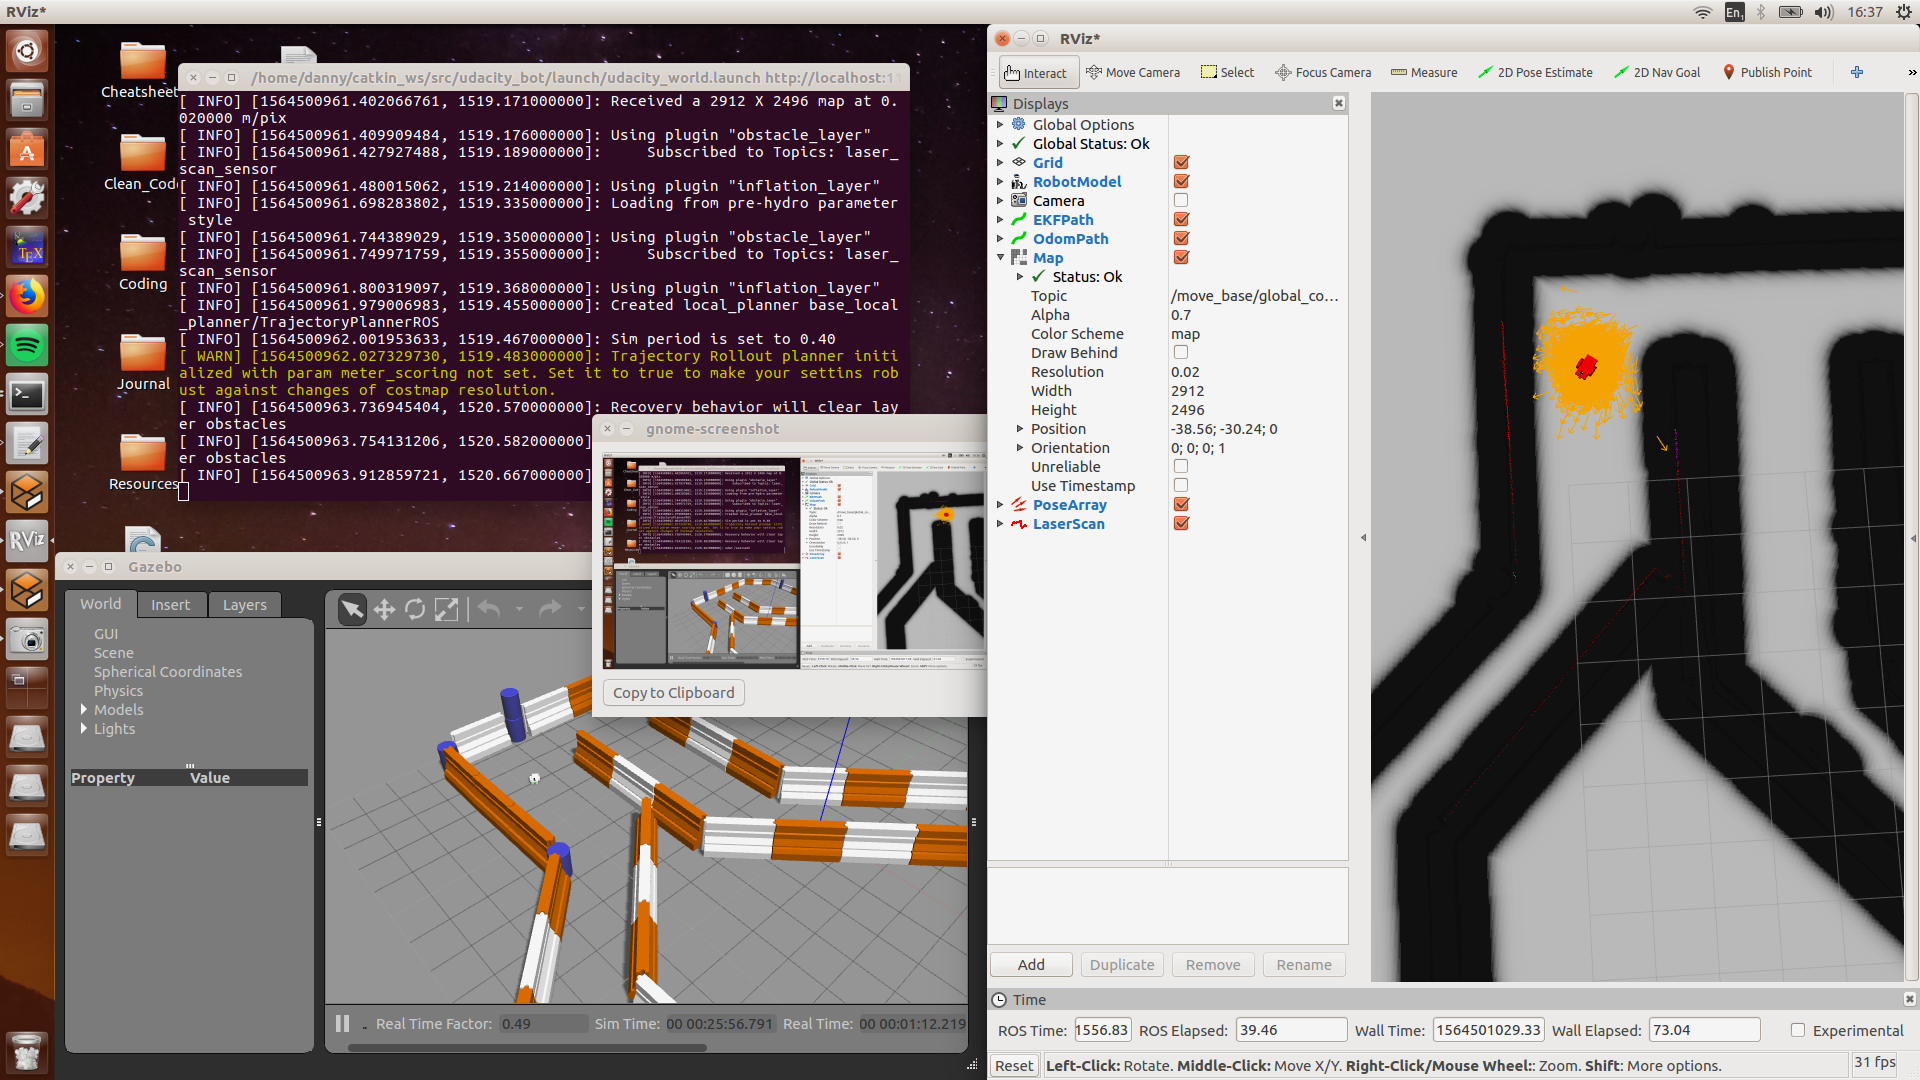 RViz*
En1
16:37
Cheatsheet
Clean_Code
Coding
Journal
Resources
/home/danny/catkin_ws/src/udacity_bot/launch/udacity_world.launch http://localhost:11
[ INFO] [1564500961.402066761, 1519.171000000]: Received a 2912 X 2496 map at 0.
020000 m/pix
[ INFO] [1564500961.409909484, 1519.176000000]: Using plugin "obstacle_layer"
[ INFO] [1564500961.427927488, 1519.189000000]:     Subscribed to Topics: laser_
scan_sensor
[ INFO] [1564500961.480015062, 1519.214000000]: Using plugin "inflation_layer"
[ INFO] [1564500961.698283802, 1519.335000000]: Loading from pre-hydro parameter
 style
[ INFO] [1564500961.744389029, 1519.350000000]: Using plugin "obstacle_layer"
[ INFO] [1564500961.749971759, 1519.355000000]:     Subscribed to Topics: laser_
scan_sensor
[ INFO] [1564500961.800319097, 1519.368000000]: Using plugin "inflation_layer"
[ INFO] [1564500961.979006983, 1519.455000000]: Created local_planner base_local
_planner/TrajectoryPlannerROS
[ INFO] [1564500962.001953633, 1519.467000000]: Sim period is set to 0.40
[ WARN] [1564500962.027329730, 1519.483000000]: Trajectory Rollout planner initi
alized with param meter_scoring not set. Set it to true to make your settins rob
ust against changes of costmap resolution.
[ INFO] [1564500963.736945404, 1520.570000000]: Recovery behavior will clear lay
er obstacles
[ INFO] [1564500963.754131206, 1520.582000000]
er obstacles
[ INFO] [1564500963.912859721, 1520.667000000]
gnome-screenshot
Copy to Clipboard
Gazebo
World Insert Layers
GUI
Scene
Spherical Coordinates
Physics
Models
Lights
Property Value
Real Time Factor: 0.49 Sim Time: 00 00:25:56.791 Real Time: 00 00:01:12.219
RViz*
Interact Move Camera Select Focus Camera Measure 2D Pose Estimate 2D Nav Goal Publish Point
Displays
Global Options
Global Status: Ok
Grid
RobotModel
Camera
EKFPath
OdomPath
Map
Status: Ok
Topic /move_base/global_co...
Alpha 0.7
Color Scheme map
Draw Behind
Resolution 0.02
Width 2912
Height 2496
Position -38.56; -30.24; 0
Orientation 0; 0; 0; 1
Unreliable
Use Timestamp
PoseArray
LaserScan
Add Duplicate Remove Rename
Time
ROS Time: 1556.83 ROS Elapsed: 39.46 Wall Time: 1564501029.33 Wall Elapsed: 73.04 Experimental
Reset Left-Click: Rotate. Middle-Click: Move X/Y. Right-Click/Mouse Wheel:: Zoom. Shift: More options. 31 fps